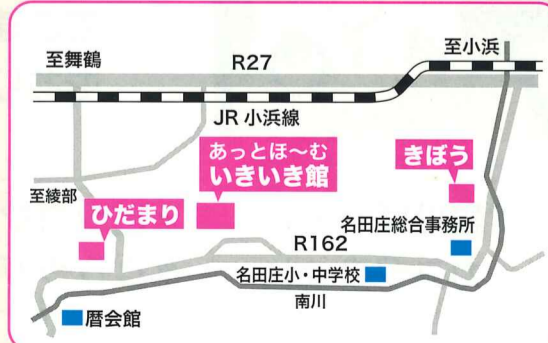 至舞鶴
R27
至小浜
JR 小浜線
あっとほ〜む
いきいき館
きぼう
至綾部
ひだまり
名田庄総合事務所
R162
名田庄小・中学校
南川
暦会館